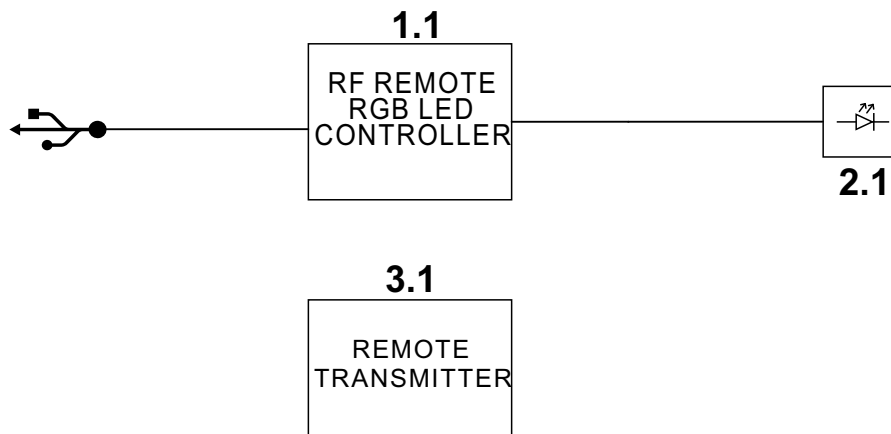 1.1
RF REMOTE
RGB LED
CONTROLLER
2.1
3.1
REMOTE
TRANSMITTER